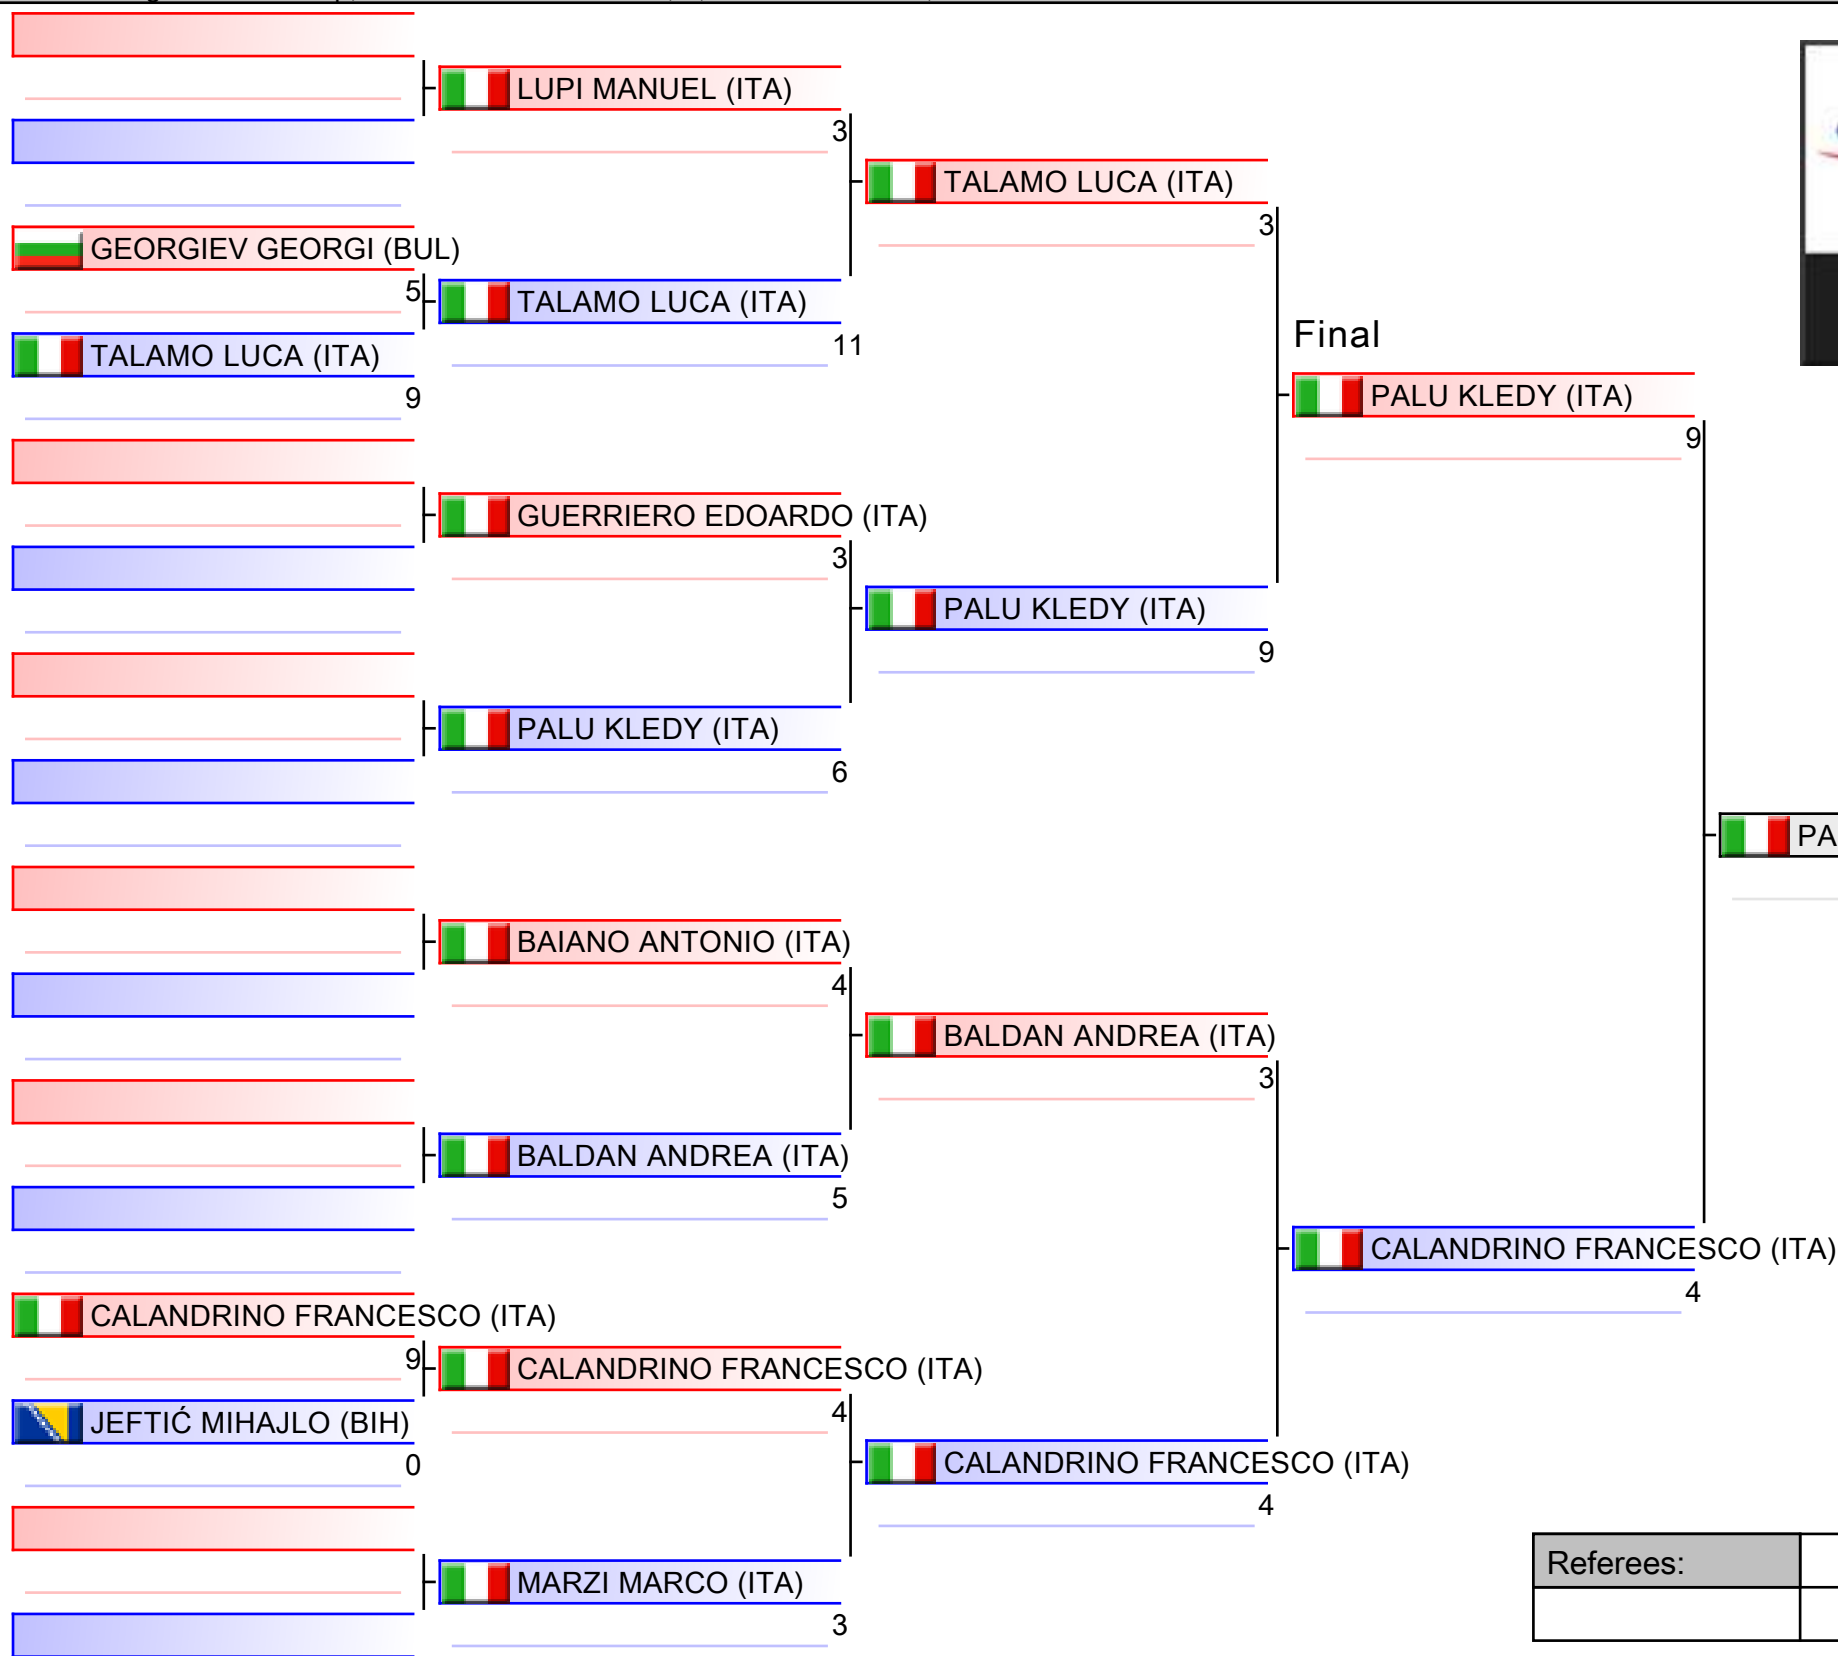 LUPI MANUEL (ITA)
3
TALAMO LUCA (ITA)
3
GEORGIEV GEORGI (BUL)
5
TALAMO LUCA (ITA)
11
TALAMO LUCA (ITA)
9
Final
PALU KLEDY (ITA)
9
GUERRIERO EDOARDO (ITA)
3
PALU KLEDY (ITA)
9
PALU KLEDY (ITA)
6
PA
BAIANO ANTONIO (ITA)
4
BALDAN ANDREA (ITA)
3
BALDAN ANDREA (ITA)
5
CALANDRINO FRANCESCO (ITA)
4
CALANDRINO FRANCESCO (ITA)
9
CALANDRINO FRANCESCO (ITA)
4
JEFTIĆ MIHAJLO (BIH)
0
CALANDRINO FRANCESCO (ITA)
4
MARZI MARCO (ITA)
3
Referees: